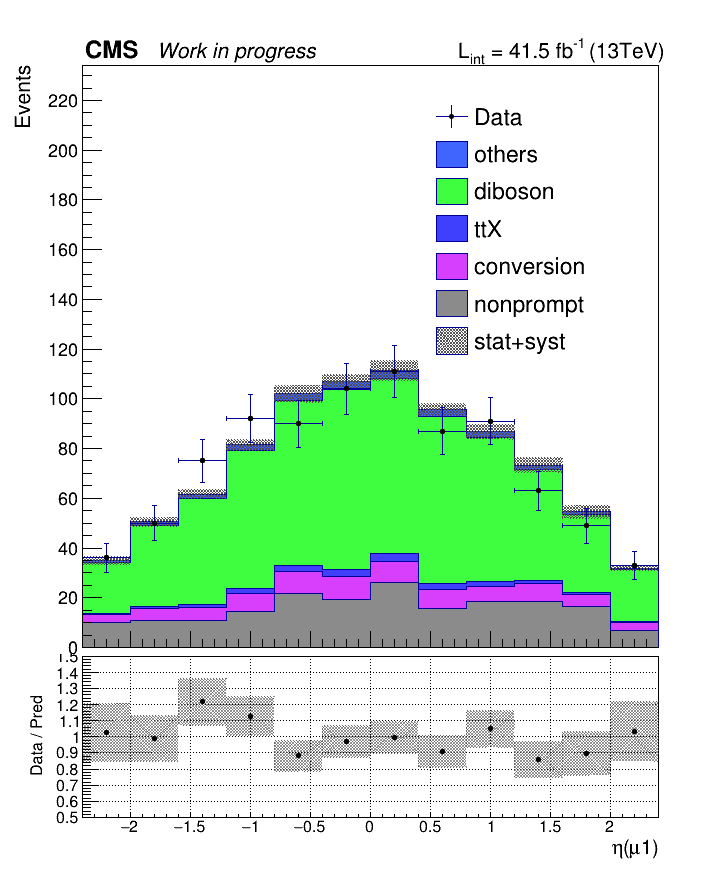 CMS Work in progress L_int = 41.5 fb^-1 (13TeV)
Events
220
200
180
160
140
120
100
80
60
40
20
0
Data
others
diboson
ttX
conversion
nonprompt
stat+syst
Data / Pred
1.5
1.4
1.3
1.2
1.1
1
0.9
0.8
0.7
0.6
0.5
−2 −1.5 −1 −0.5 0 0.5 1 1.5 2
η(μ1)